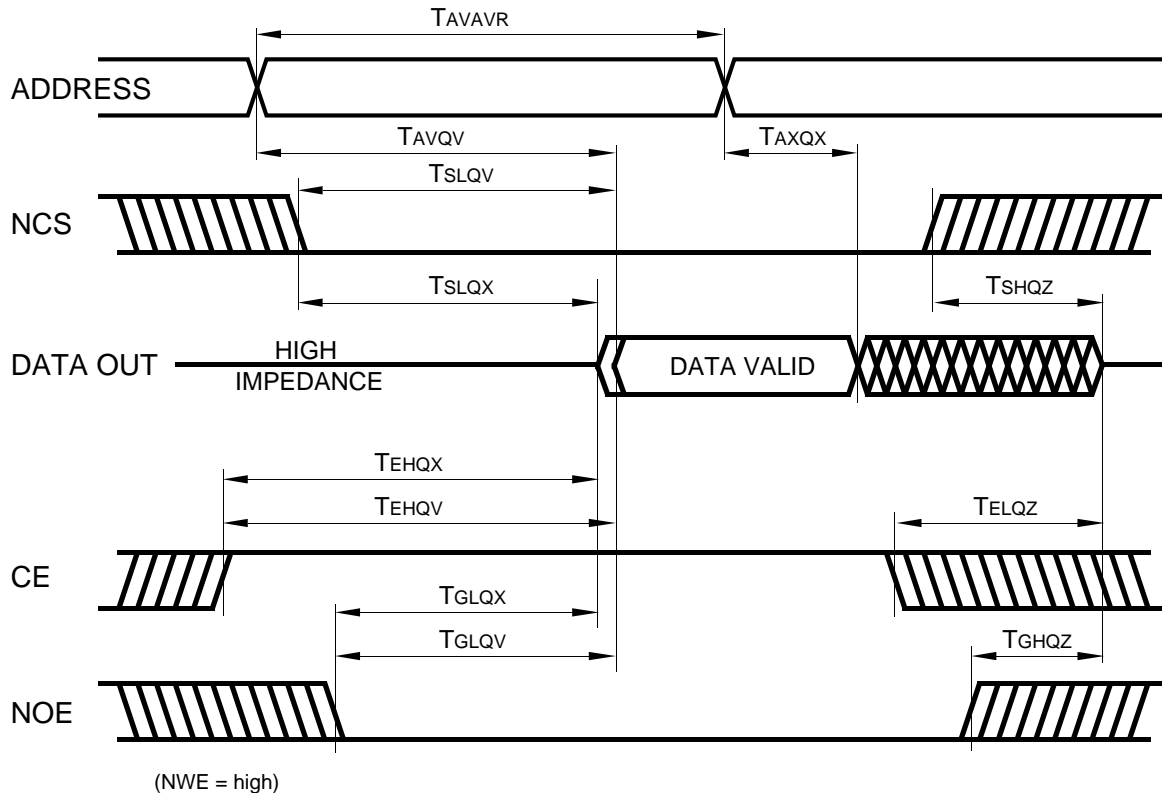 TAVAVR
ADDRESS
TAVQV
TAXQX
TSLQV
NCS
TSLQX
TSHQZ
DATA OUT
HIGH
IMPEDANCE
DATA VALID
TEHQX
TEHQV
TELQZ
CE
TGLQX
TGLQV
TGHQZ
NOE
(NWE = high)